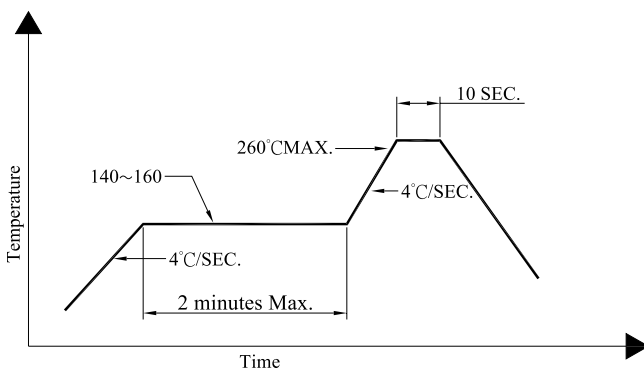 10 SEC.
260℃MAX.
140～160
4℃/SEC.
4℃/SEC.
2 minutes Max.
Temperature
Time